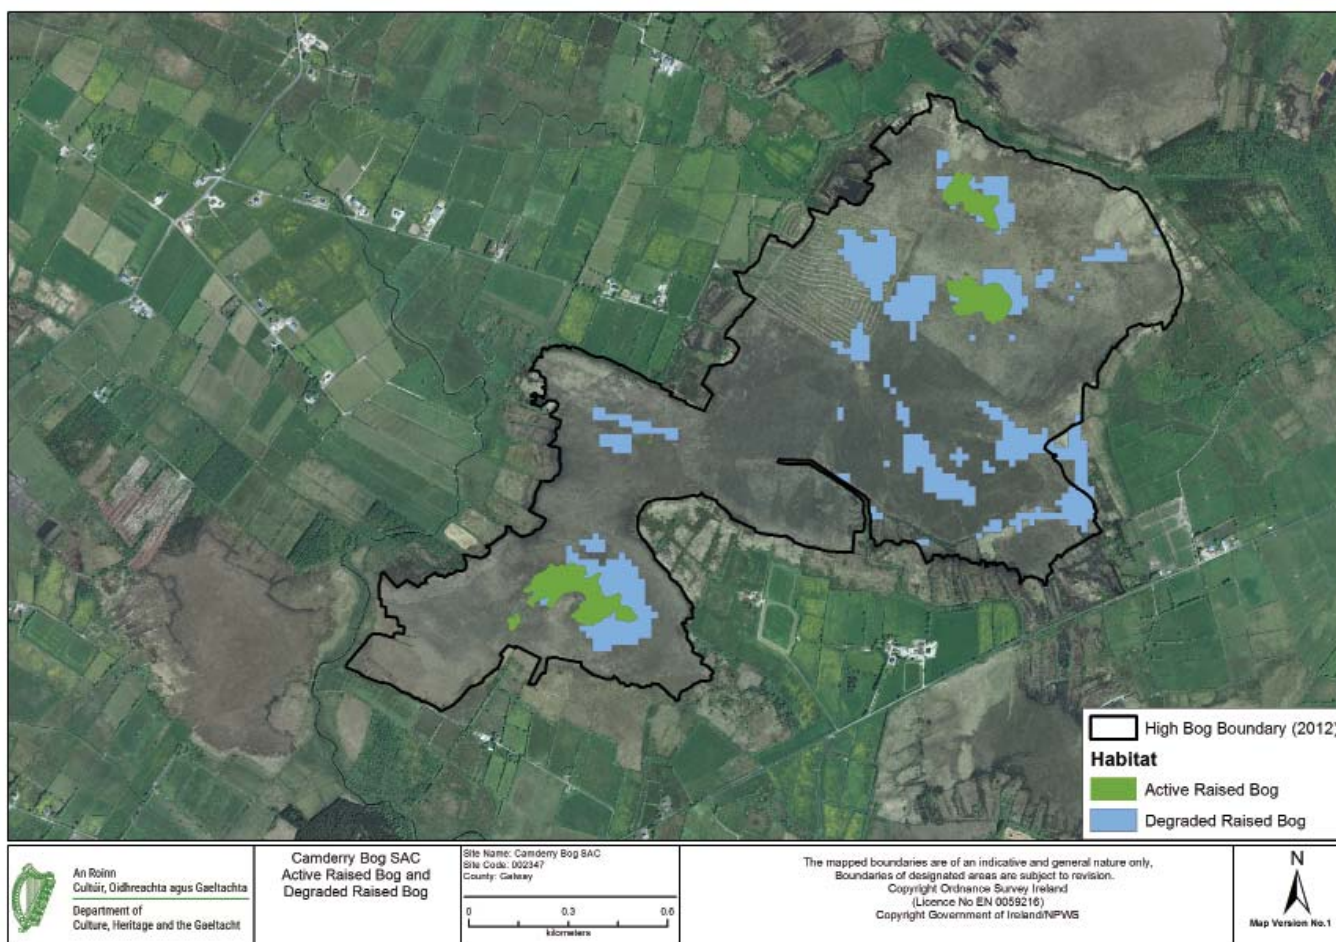 High Bog Boundary (2012)
Habitat
Active Raised Bog
Degraded Raised Bog
An Roinn
Cultúir, Oidhreachta agus Gaeltachta
Department of
Culture, Heritage and the Gaeltacht
Camderry Bog SAC
Active Raised Bog and
Degraded Raised Bog
Site Name: Camderry Bog SAC
Site Code: 002347
County: Galway
0 0.3 0.6
kilometers
The mapped boundaries are of an indicative and general nature only,
Boundaries of designated areas are subject to revision.
Copyright Ordnance Survey Ireland
(Licence No EN 0059216)
Copyright Government of Ireland/NPWS
N
Map Version No.1